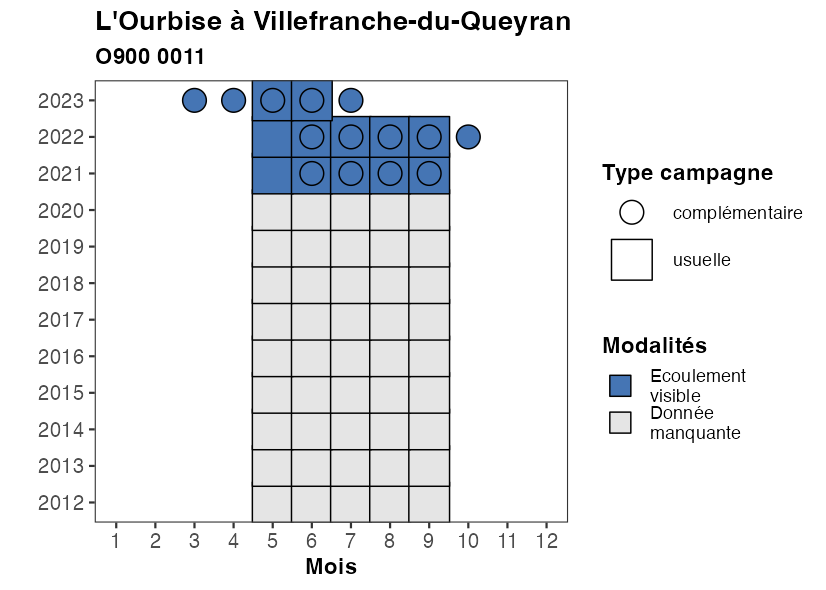 L'Ourbise à Villefranche-du-Queyran
O900 0011
2023
2022
2021
2020
2019
2018
2017
2016
2015
2014
2013
2012
1 2 3 4 5 6 7 8 9 10 11 12
Mois
Type campagne
complémentaire
usuelle
Modalités
Ecoulement
visible
Donnée
manquante